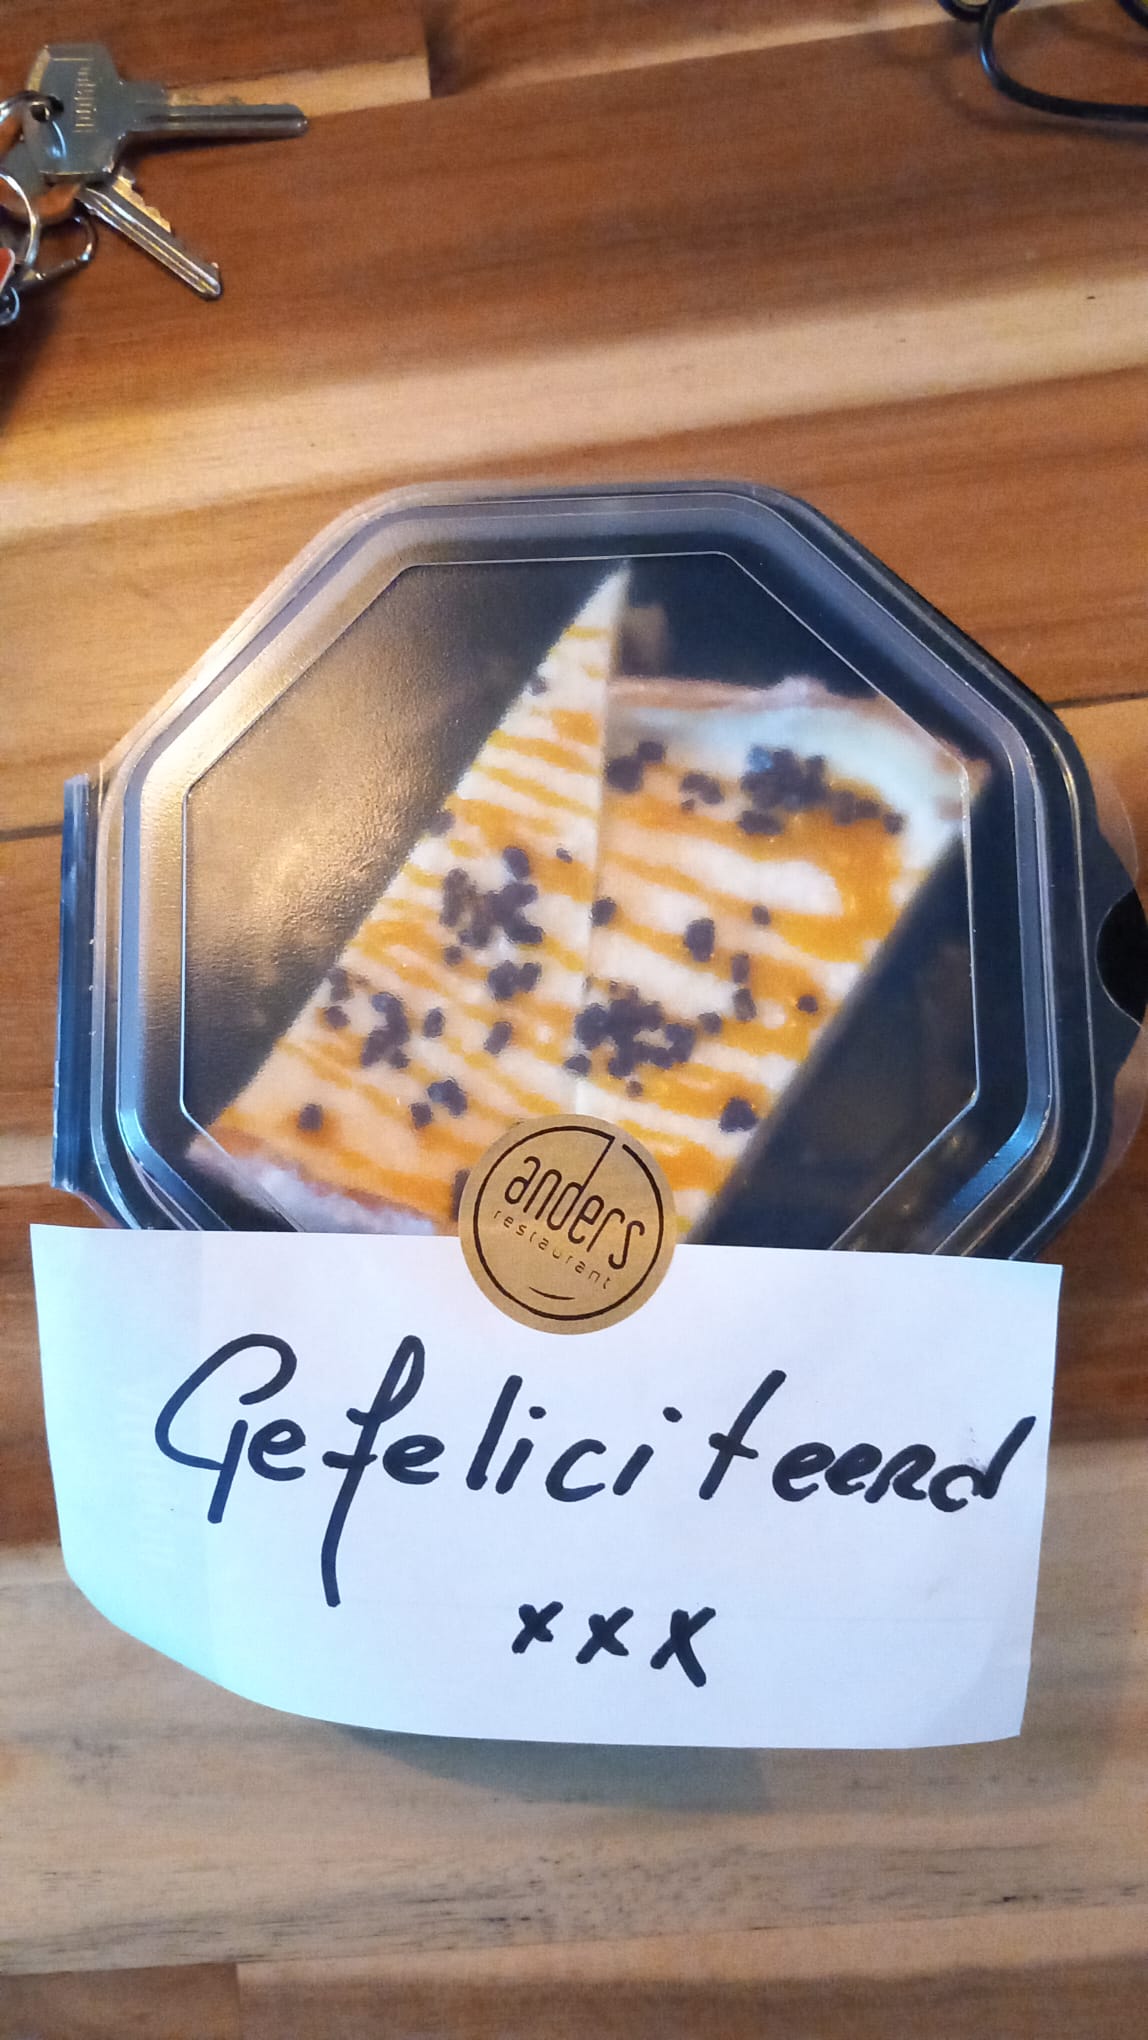 anders
restaurant
Gefeliciteerd
xxx